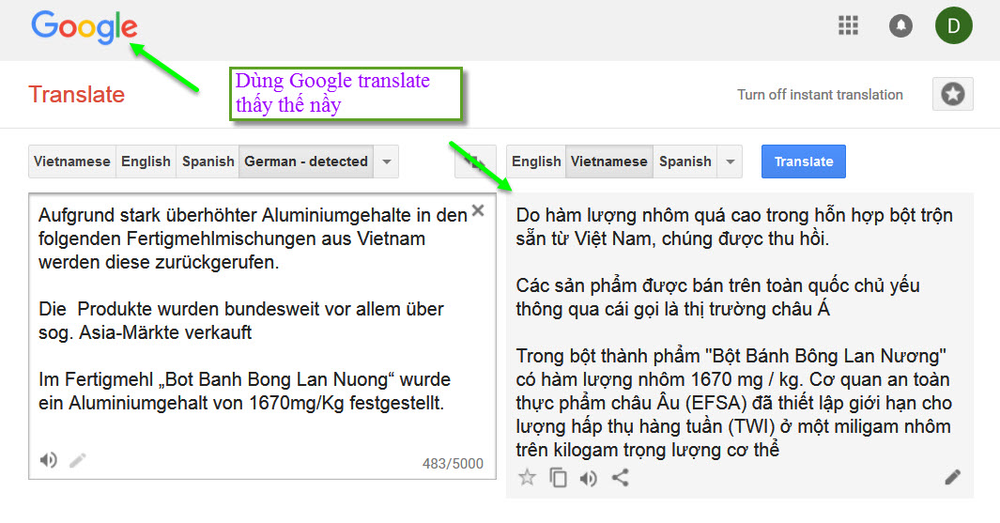 Google
D
Dùng Google translate
thấy thế nầy
Translate
Turn off instant translation
Vietnamese English Spanish German - detected
English Vietnamese Spanish
Translate
Aufgrund stark überhöhter Aluminiumgehalte in den
folgenden Fertigmehlmischungen aus Vietnam
werden diese zurückgerufen.
Die  Produkte wurden bundesweit vor allem über
sog. Asia-Märkte verkauft
Im Fertigmehl „Bot Banh Bong Lan Nuong“ wurde
ein Aluminiumgehalt von 1670mg/Kg festgestellt.
483/5000
Do hàm lượng nhôm quá cao trong hỗn hợp bột trộn
sẵn từ Việt Nam, chúng được thu hồi.
Các sản phẩm được bán trên toàn quốc chủ yếu
thông qua cái gọi là thị trường châu Á
Trong bột thành phẩm "Bột Bánh Bông Lan Nương"
có hàm lượng nhôm 1670 mg / kg. Cơ quan an toàn
thực phẩm châu Âu (EFSA) đã thiết lập giới hạn cho
lượng hấp thụ hàng tuần (TWI) ở một miligam nhôm
trên kilogam trọng lượng cơ thể